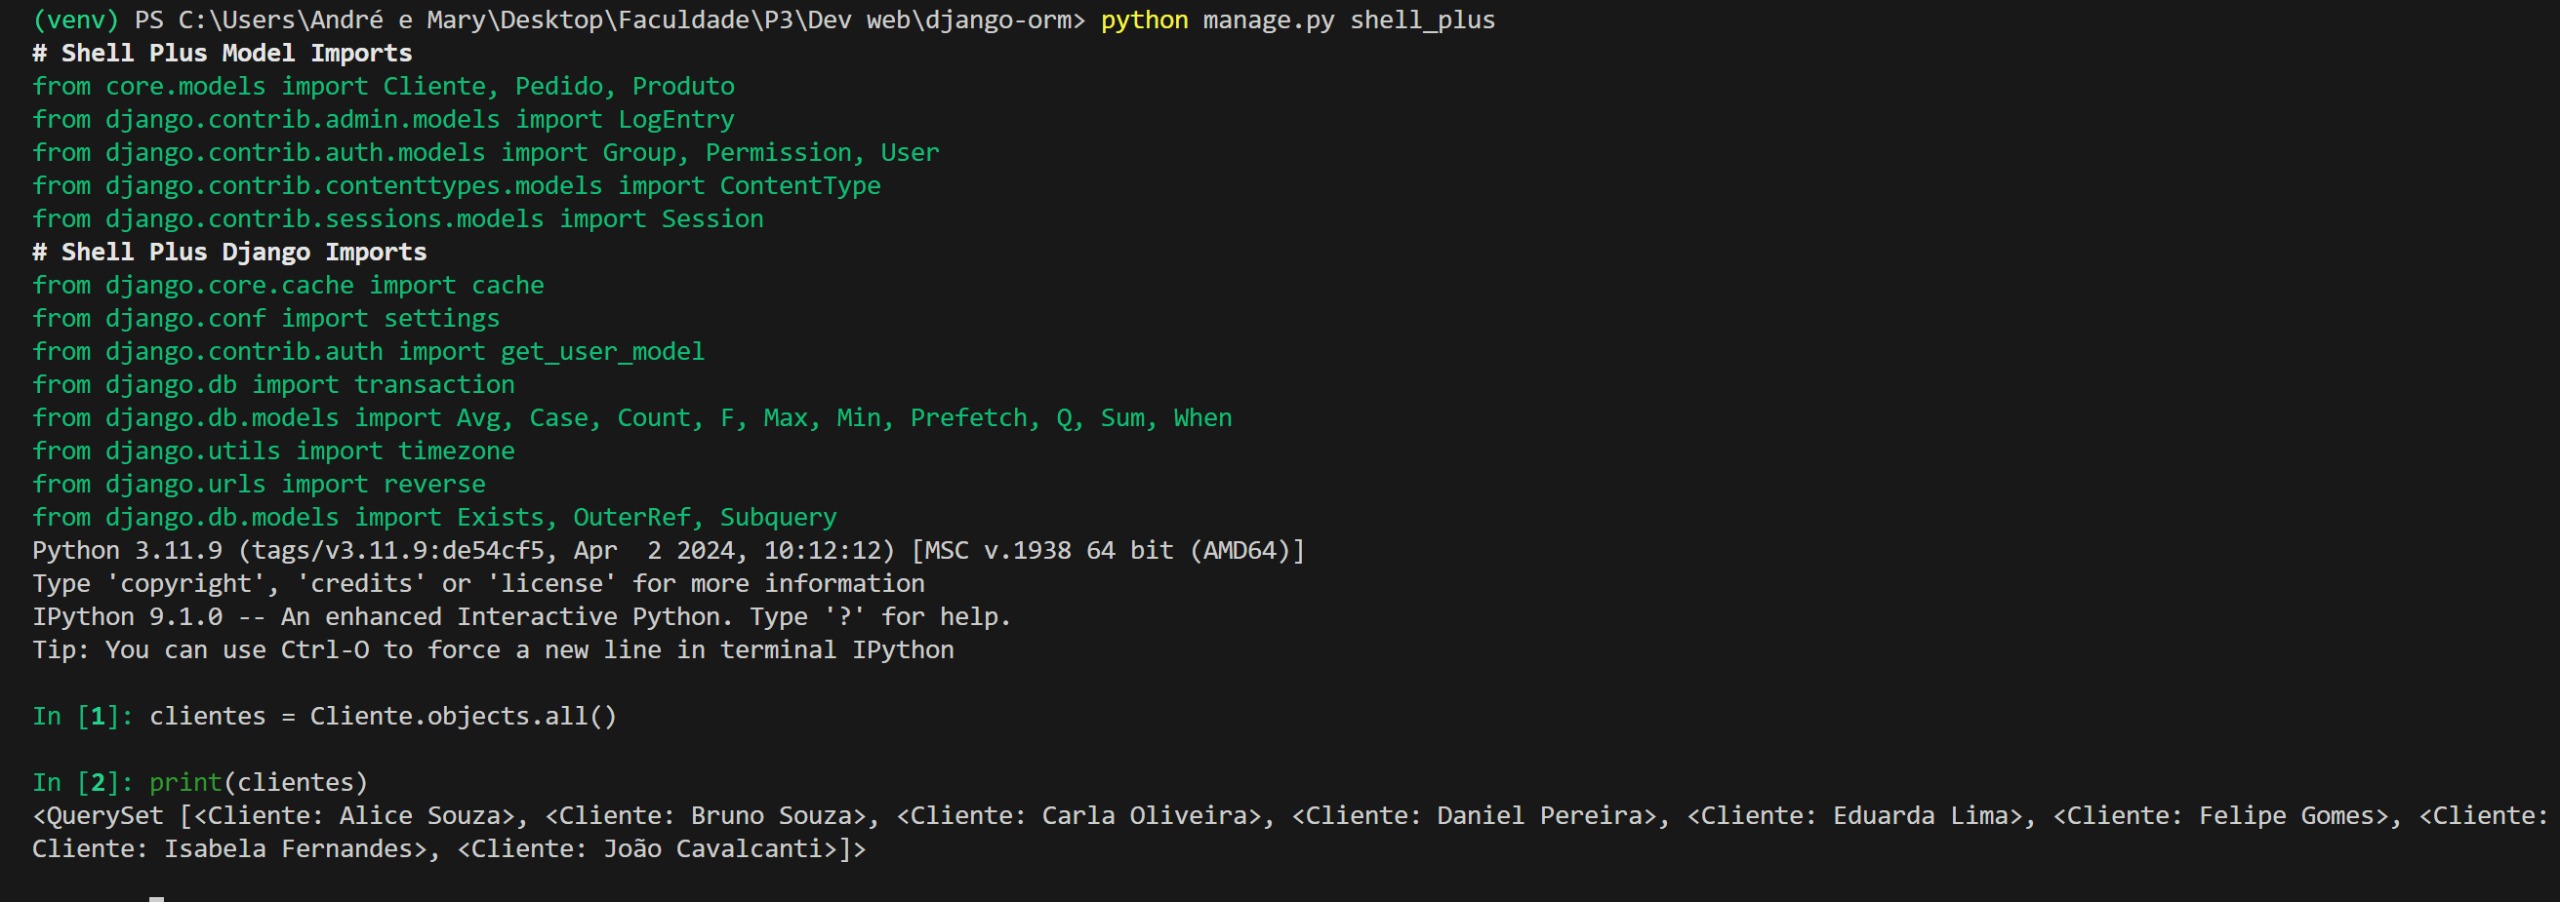 (venv) PS C:\Users\André e Mary\Desktop\Faculdade\P3\Dev web\django-orm> python manage.py shell_plus
# Shell Plus Model Imports
from core.models import Cliente, Pedido, Produto
from django.contrib.admin.models import LogEntry
from django.contrib.auth.models import Group, Permission, User
from django.contrib.contenttypes.models import ContentType
from django.contrib.sessions.models import Session
# Shell Plus Django Imports
from django.core.cache import cache
from django.conf import settings
from django.contrib.auth import get_user_model
from django.db import transaction
from django.db.models import Avg, Case, Count, F, Max, Min, Prefetch, Q, Sum, When
from django.utils import timezone
from django.urls import reverse
from django.db.models import Exists, OuterRef, Subquery
Python 3.11.9 (tags/v3.11.9:de54cf5, Apr  2 2024, 10:12:12) [MSC v.1938 64 bit (AMD64)]
Type 'copyright', 'credits' or 'license' for more information
IPython 9.1.0 -- An enhanced Interactive Python. Type '?' for help.
Tip: You can use Ctrl-O to force a new line in terminal IPython
In [1]: clientes = Cliente.objects.all()
In [2]: print(clientes)
<QuerySet [<Cliente: Alice Souza>, <Cliente: Bruno Souza>, <Cliente: Carla Oliveira>, <Cliente: Daniel Pereira>, <Cliente: Eduarda Lima>, <Cliente: Felipe Gomes>, <Cliente:
Cliente: Isabela Fernandes>, <Cliente: João Cavalcanti>]>